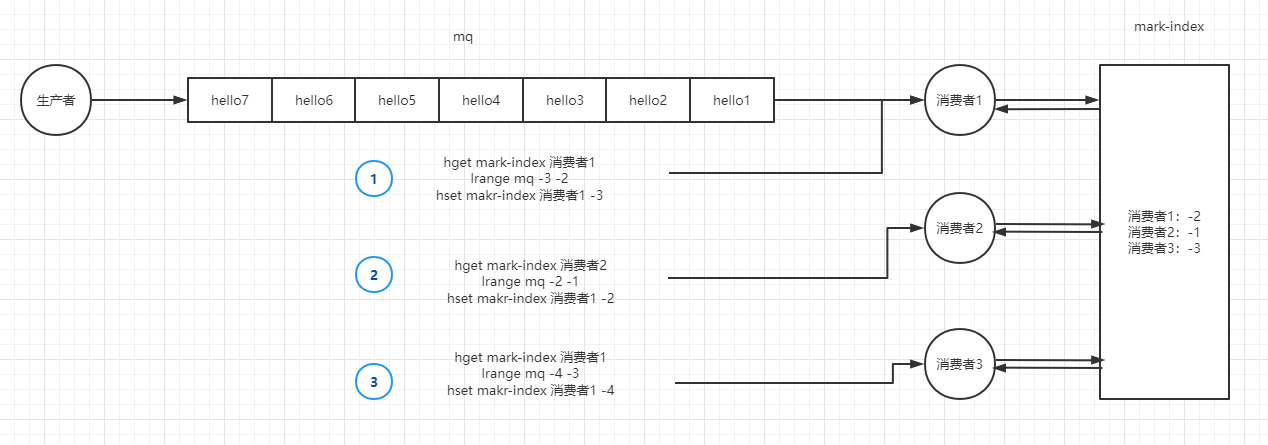 mq
mark-index
生产者
hello7
hello6
hello5
hello4
hello3
hello2
hello1
消费者1
1
hget mark-index 消费者1
lrange mq -3 -2
hset makr-index 消费者1 -3
消费者2
消费者1：-2
消费者2：-1
消费者3：-3
2
hget mark-index 消费者2
lrange mq -2 -1
hset makr-index 消费者1 -2
3
hget mark-index 消费者1
lrange mq -4 -3
hset makr-index 消费者1 -4
消费者3